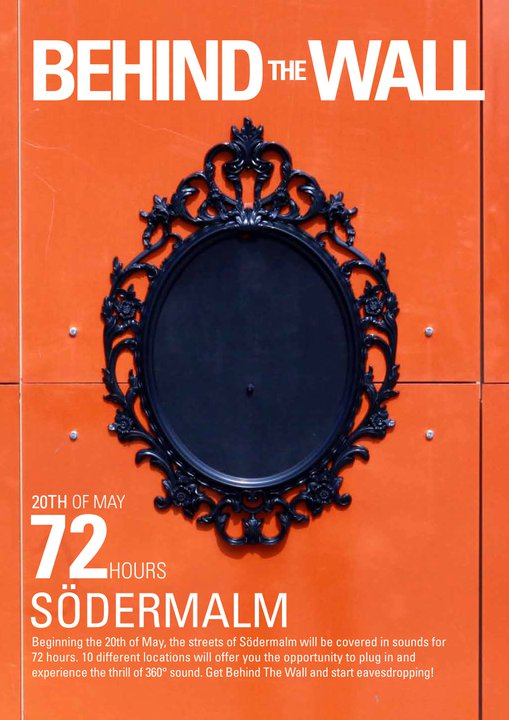 BEHIND THE WALL
20TH OF MAY
72 HOURS
SÖDERMALM
Beginning the 20th of May, the streets of Södermalm will be covered in sounds for
72 hours. 10 different locations will offer you the opportunity to plug in and
experience the thrill of 360° sound. Get Behind The Wall and start eavesdropping!